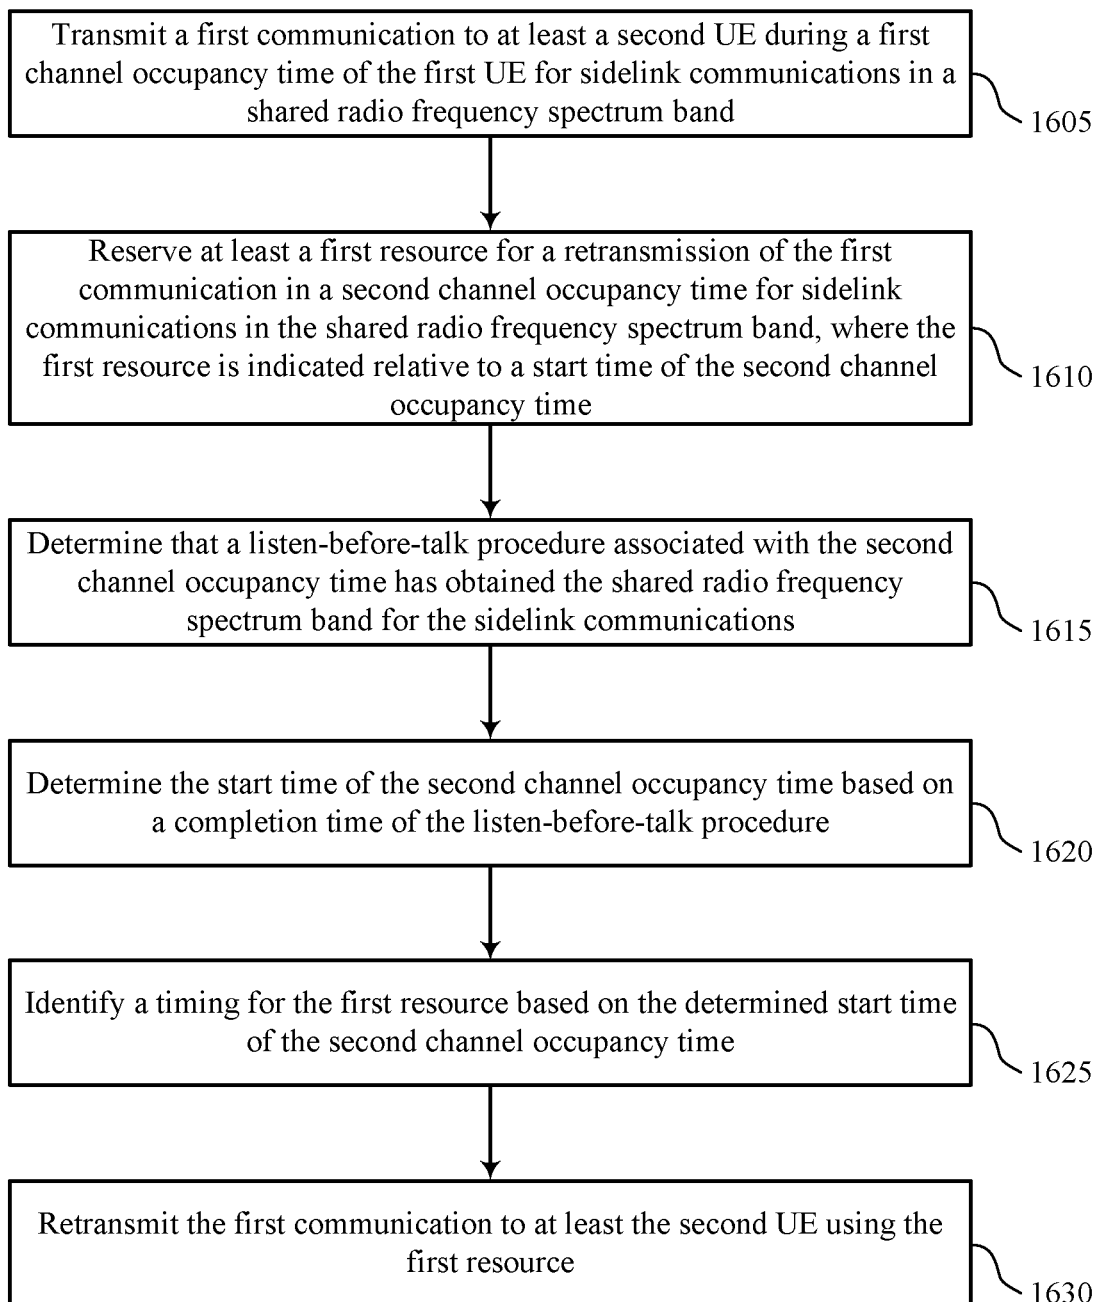 Transmit a first communication to at least a second UE during a first
channel occupancy time of the first UE for sidelink communications in a
shared radio frequency spectrum band
1605
Reserve at least a first resource for a retransmission of the first
communication in a second channel occupancy time for sidelink
communications in the shared radio frequency spectrum band, where the
first resource is indicated relative to a start time of the second channel
occupancy time
1610
Determine that a listen-before-talk procedure associated with the second
channel occupancy time has obtained the shared radio frequency
spectrum band for the sidelink communications
1615
Determine the start time of the second channel occupancy time based on
a completion time of the listen-before-talk procedure
1620
Identify a timing for the first resource based on the determined start time
of the second channel occupancy time
1625
Retransmit the first communication to at least the second UE using the
first resource
1630